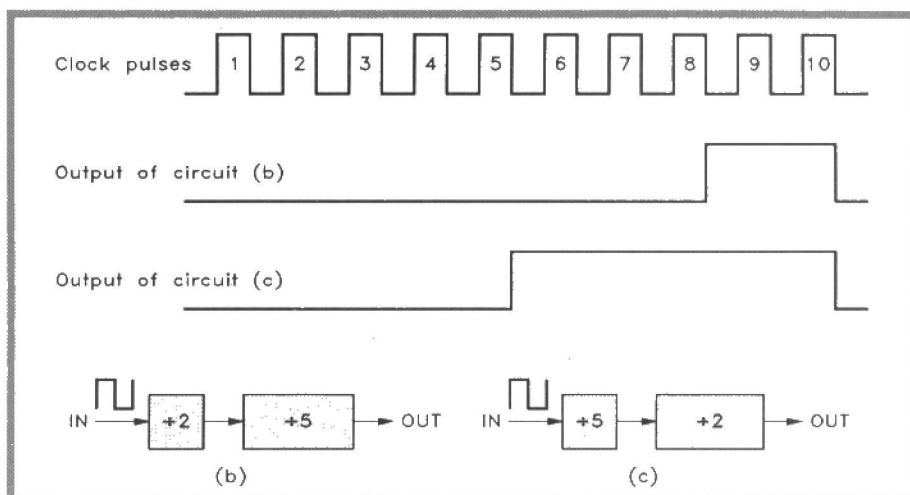 Clock pulses 1 2 3 4 5 6 7 8 9 10
Output of circuit (b)
Output of circuit (c)
IN ÷2 ÷5 OUT IN ÷5 ÷2 OUT
(b) (c)